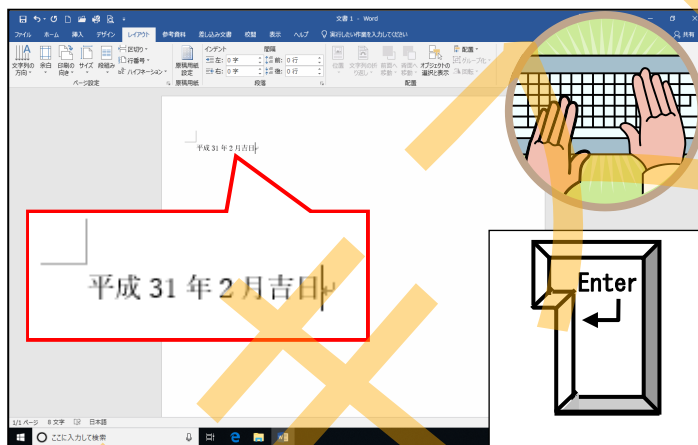 文書 1 - Word
ファイル ホーム 挿入 デザイン レイアウト 参考資料 差し込み文書 校閲 表示 ヘルプ 実行したい作業を入力してください 共有
文字列の方向 余白 印刷の向き サイズ 段組み 区切り 行番号 ハイフネーション
ページ設定
原稿用紙設定
原稿用紙
インデント 間隔
左: 0 字 前: 0 行
右: 0 字 後: 0 行
段落
位置 文字列の折り返し 前面へ移動 背面へ移動 オブジェクトの選択と表示 配置 グループ化 回転
配置
平成 31 年 2 月吉日
平成 31 年 2 月吉日
Enter
1/1 ページ 8 文字 日本語
ここに入力して検索